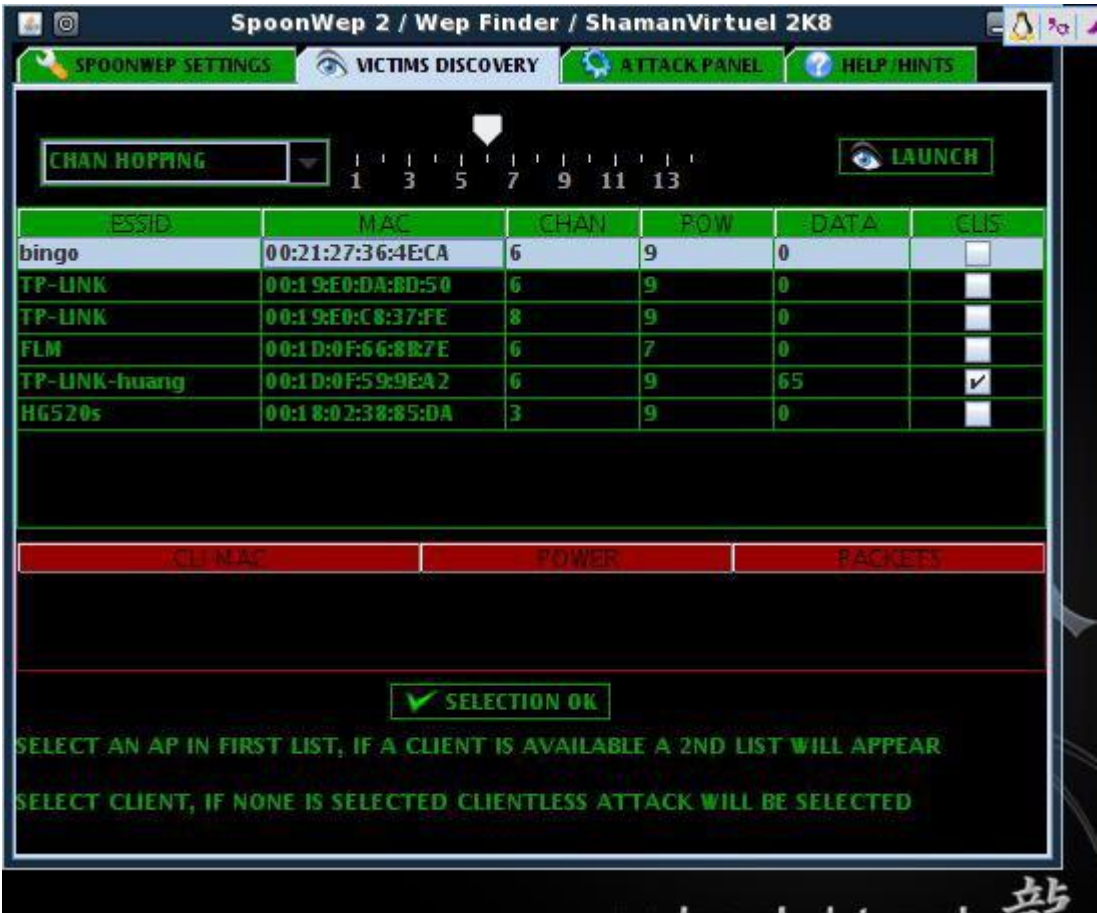 SpoonWep 2 / Wep Finder / ShamanVirtuel 2K8
SPOONWEP SETTINGS VICTIMS DISCOVERY ATTACK PANEL HELP/HINTS
CHAN HOPPING LAUNCH
1 3 5 7 9 11 13
ESSID MAC CHAN POW DATA CLIS
bingo 00:21:27:36:4E:CA 6 9 0
TP-LINK 00:19:E0:DA:BD:50 6 9 0
TP-LINK 00:19:E0:C8:37:FE 8 9 0
FLM 00:1D:0F:66:8B:7E 6 7 0
TP-LINK-huang 00:1D:0F:59:9E:A2 6 9 65
HG520s 00:18:02:38:85:DA 3 9 0
CLI MAC POWER PACKETS
SELECTION OK
SELECT AN AP IN FIRST LIST, IF A CLIENT IS AVAILABLE A 2ND LIST WILL APPEAR
SELECT CLIENT, IF NONE IS SELECTED CLIENTLESS ATTACK WILL BE SELECTED